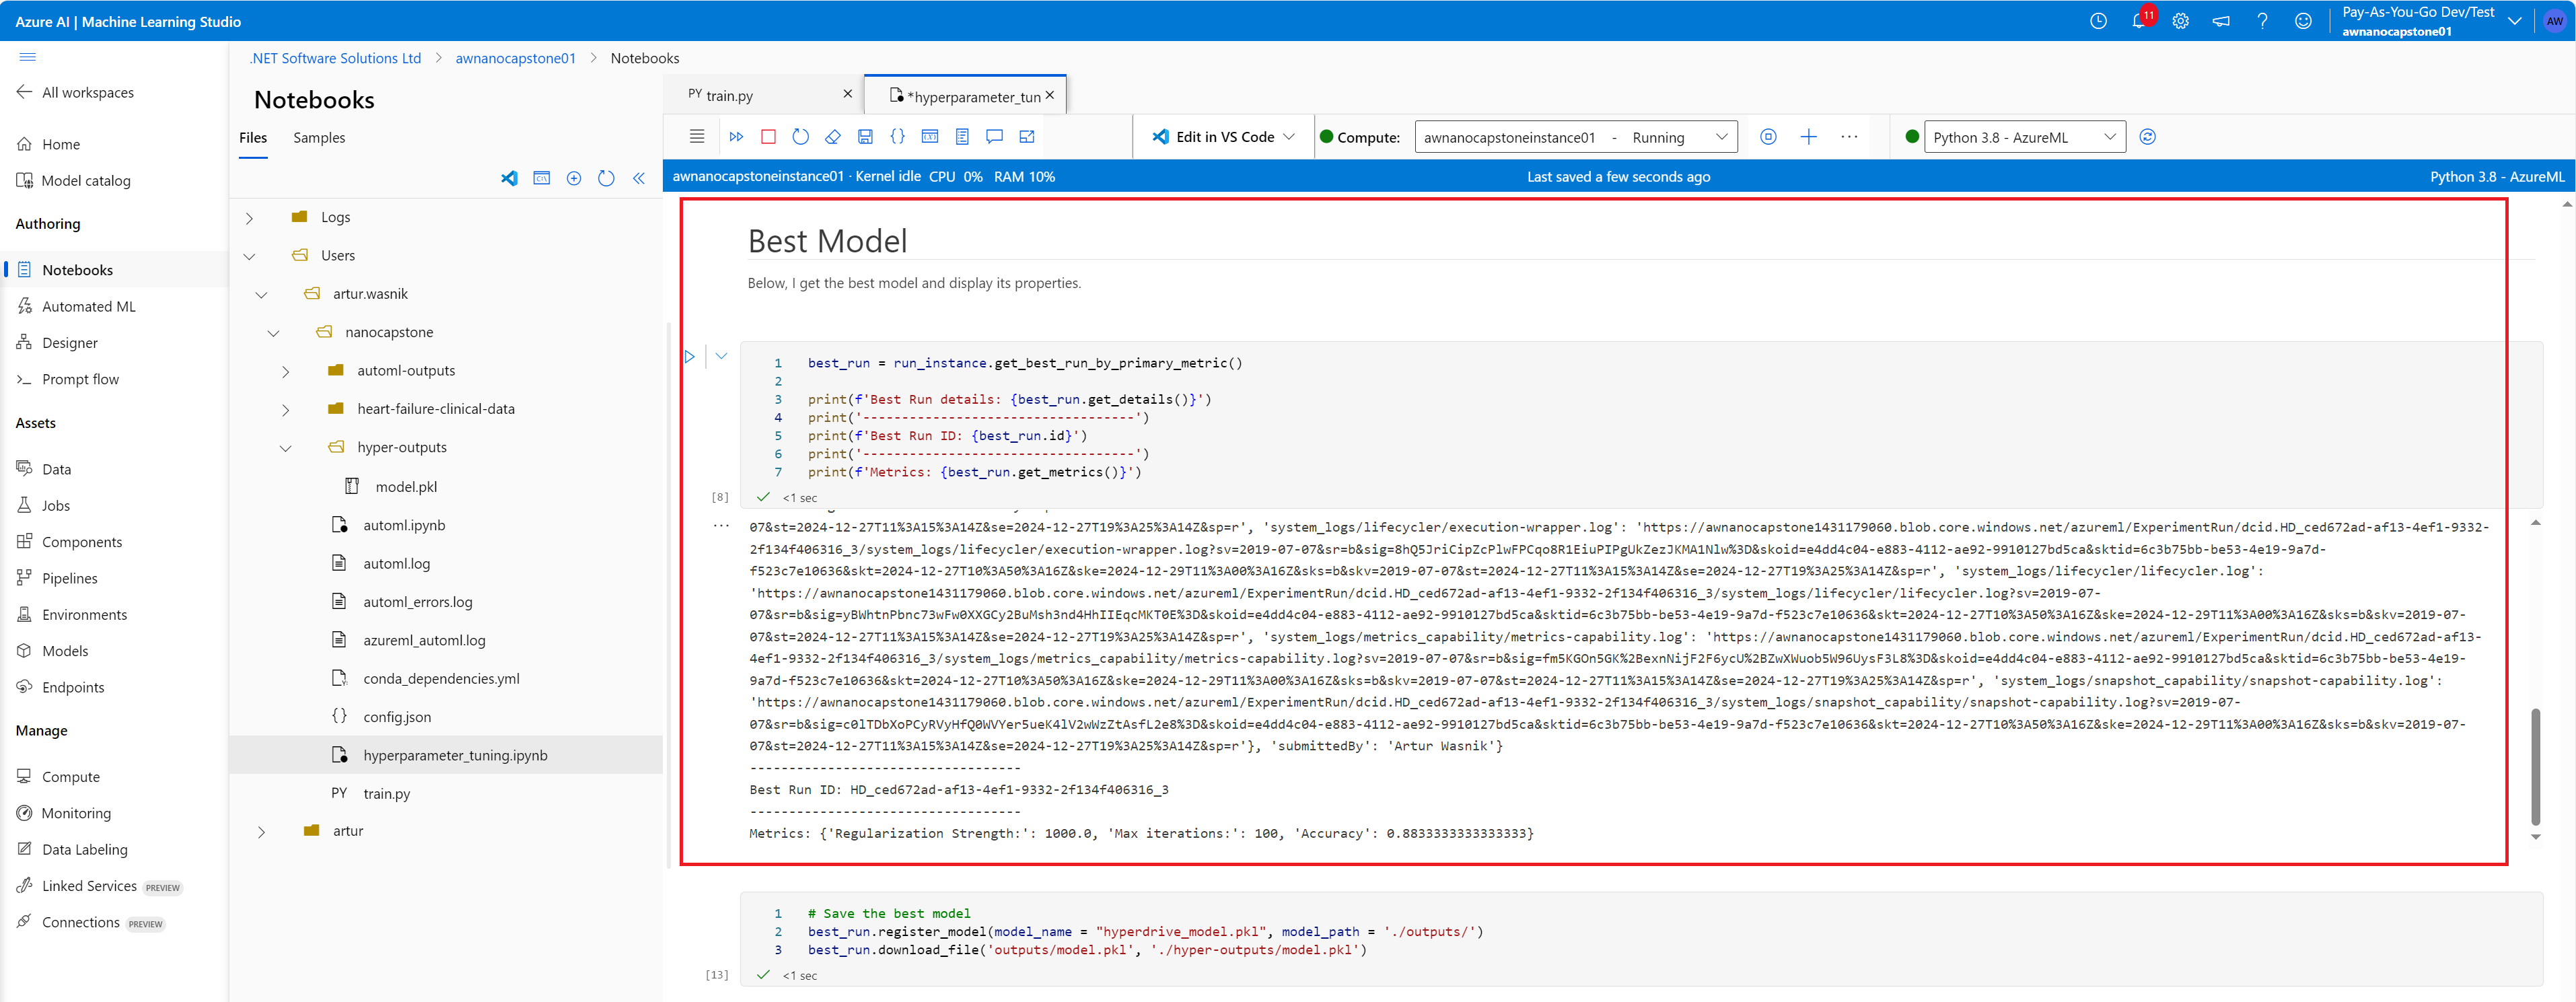 Azure AI | Machine Learning Studio
11
Pay-As-You-Go Dev/Test
awnanocapstone01
AW
All workspaces
Home
Model catalog
Authoring
Notebooks
Automated ML
Designer
Prompt flow
Assets
Data
Jobs
Components
Pipelines
Environments
Models
Endpoints
Manage
Compute
Monitoring
Data Labeling
Linked Services PREVIEW
Connections PREVIEW
.NET Software Solutions Ltd > awnanocapstone01 > Notebooks
Notebooks
Files Samples
Logs
Users
artur.wasnik
nanocapstone
automl-outputs
heart-failure-clinical-data
hyper-outputs
model.pkl
automl.ipynb
automl.log
automl_errors.log
azureml_automl.log
conda_dependencies.yml
config.json
hyperparameter_tuning.ipynb
PY train.py
artur
PY train.py
*hyperparameter_tun
Edit in VS Code
Compute: awnanocapstoneinstance01 - Running
Python 3.8 - AzureML
awnanocapstoneinstance01 · Kernel idle CPU 0% RAM 10%
Last saved a few seconds ago
Python 3.8 - AzureML
Best Model
Below, I get the best model and display its properties.
1 best_run = run_instance.get_best_run_by_primary_metric()
2
3 print(f'Best Run details: {best_run.get_details()}')
4 print('-----------------------------------')
5 print(f'Best Run ID: {best_run.id}')
6 print('-----------------------------------')
7 print(f'Metrics: {best_run.get_metrics()}')
[8] <1 sec
07&st=2024-12-27T11%3A15%3A14Z&se=2024-12-27T19%3A25%3A14Z&sp=r', 'system_logs/lifecycler/execution-wrapper.log': 'https://awnanocapstone1431179060.blob.core.windows.net/azureml/ExperimentRun/dcid.HD_ced672ad-af13-4ef1-9332-
2f134f406316_3/system_logs/lifecycler/execution-wrapper.log?sv=2019-07-07&sr=b&sig=8hQ5JriCipZcPlwFPCqo8R1EiuPIPgUkZezJKMA1Nlw%3D&skoid=e4dd4c04-e883-4112-ae92-9910127bd5ca&sktid=6c3b75bb-be53-4e19-9a7d-
f523c7e10636&skt=2024-12-27T10%3A50%3A16Z&ske=2024-12-29T11%3A00%3A16Z&sks=b&skv=2019-07-07&st=2024-12-27T11%3A15%3A14Z&se=2024-12-27T19%3A25%3A14Z&sp=r', 'system_logs/lifecycler/lifecycler.log':
'https://awnanocapstone1431179060.blob.core.windows.net/azureml/ExperimentRun/dcid.HD_ced672ad-af13-4ef1-9332-2f134f406316_3/system_logs/lifecycler/lifecycler.log?sv=2019-07-
07&sr=b&sig=yBWhtnPbnc73wFw0XXGCy2BuMsh3nd4HhIIEqcMKT0E%3D&skoid=e4dd4c04-e883-4112-ae92-9910127bd5ca&sktid=6c3b75bb-be53-4e19-9a7d-f523c7e10636&skt=2024-12-27T10%3A50%3A16Z&ske=2024-12-29T11%3A00%3A16Z&sks=b&skv=2019-07-
07&st=2024-12-27T11%3A15%3A14Z&se=2024-12-27T19%3A25%3A14Z&sp=r', 'system_logs/metrics_capability/metrics-capability.log': 'https://awnanocapstone1431179060.blob.core.windows.net/azureml/ExperimentRun/dcid.HD_ced672ad-af13-
4ef1-9332-2f134f406316_3/system_logs/metrics_capability/metrics-capability.log?sv=2019-07-07&sr=b&sig=fm5KGOn5GK%2BexnNijF2F6ycU%2BZwXWuob5W96UysF3L8%3D&skoid=e4dd4c04-e883-4112-ae92-9910127bd5ca&sktid=6c3b75bb-be53-4e19-
9a7d-f523c7e10636&skt=2024-12-27T10%3A50%3A16Z&ske=2024-12-29T11%3A00%3A16Z&sks=b&skv=2019-07-07&st=2024-12-27T11%3A15%3A14Z&se=2024-12-27T19%3A25%3A14Z&sp=r', 'system_logs/snapshot_capability/snapshot-capability.log':
'https://awnanocapstone1431179060.blob.core.windows.net/azureml/ExperimentRun/dcid.HD_ced672ad-af13-4ef1-9332-2f134f406316_3/system_logs/snapshot_capability/snapshot-capability.log?sv=2019-07-
07&sr=b&sig=c0lTDbXoPCyRVyHfQ0WVYer5ueK4lV2wWzZtAsfL2e8%3D&skoid=e4dd4c04-e883-4112-ae92-9910127bd5ca&sktid=6c3b75bb-be53-4e19-9a7d-f523c7e10636&skt=2024-12-27T10%3A50%3A16Z&ske=2024-12-29T11%3A00%3A16Z&sks=b&skv=2019-07-
07&st=2024-12-27T11%3A15%3A14Z&se=2024-12-27T19%3A25%3A14Z&sp=r'}, 'submittedBy': 'Artur Wasnik'}
-----------------------------------
Best Run ID: HD_ced672ad-af13-4ef1-9332-2f134f406316_3
-----------------------------------
Metrics: {'Regularization Strength:': 1000.0, 'Max iterations:': 100, 'Accuracy': 0.8833333333333333}
1 # Save the best model
2 best_run.register_model(model_name = "hyperdrive_model.pkl", model_path = './outputs/')
3 best_run.download_file('outputs/model.pkl', './hyper-outputs/model.pkl')
[13] <1 sec